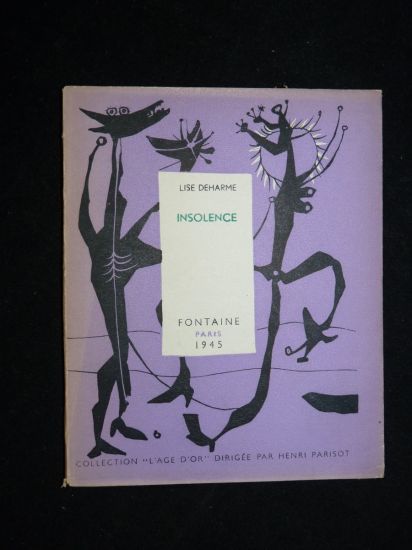 LISE DEHARME
INSOLENCE
FONTAINE
PARIS
1945
COLLECTION "L'AGE D'OR" DIRIGÉE PAR HENRI PARISOT